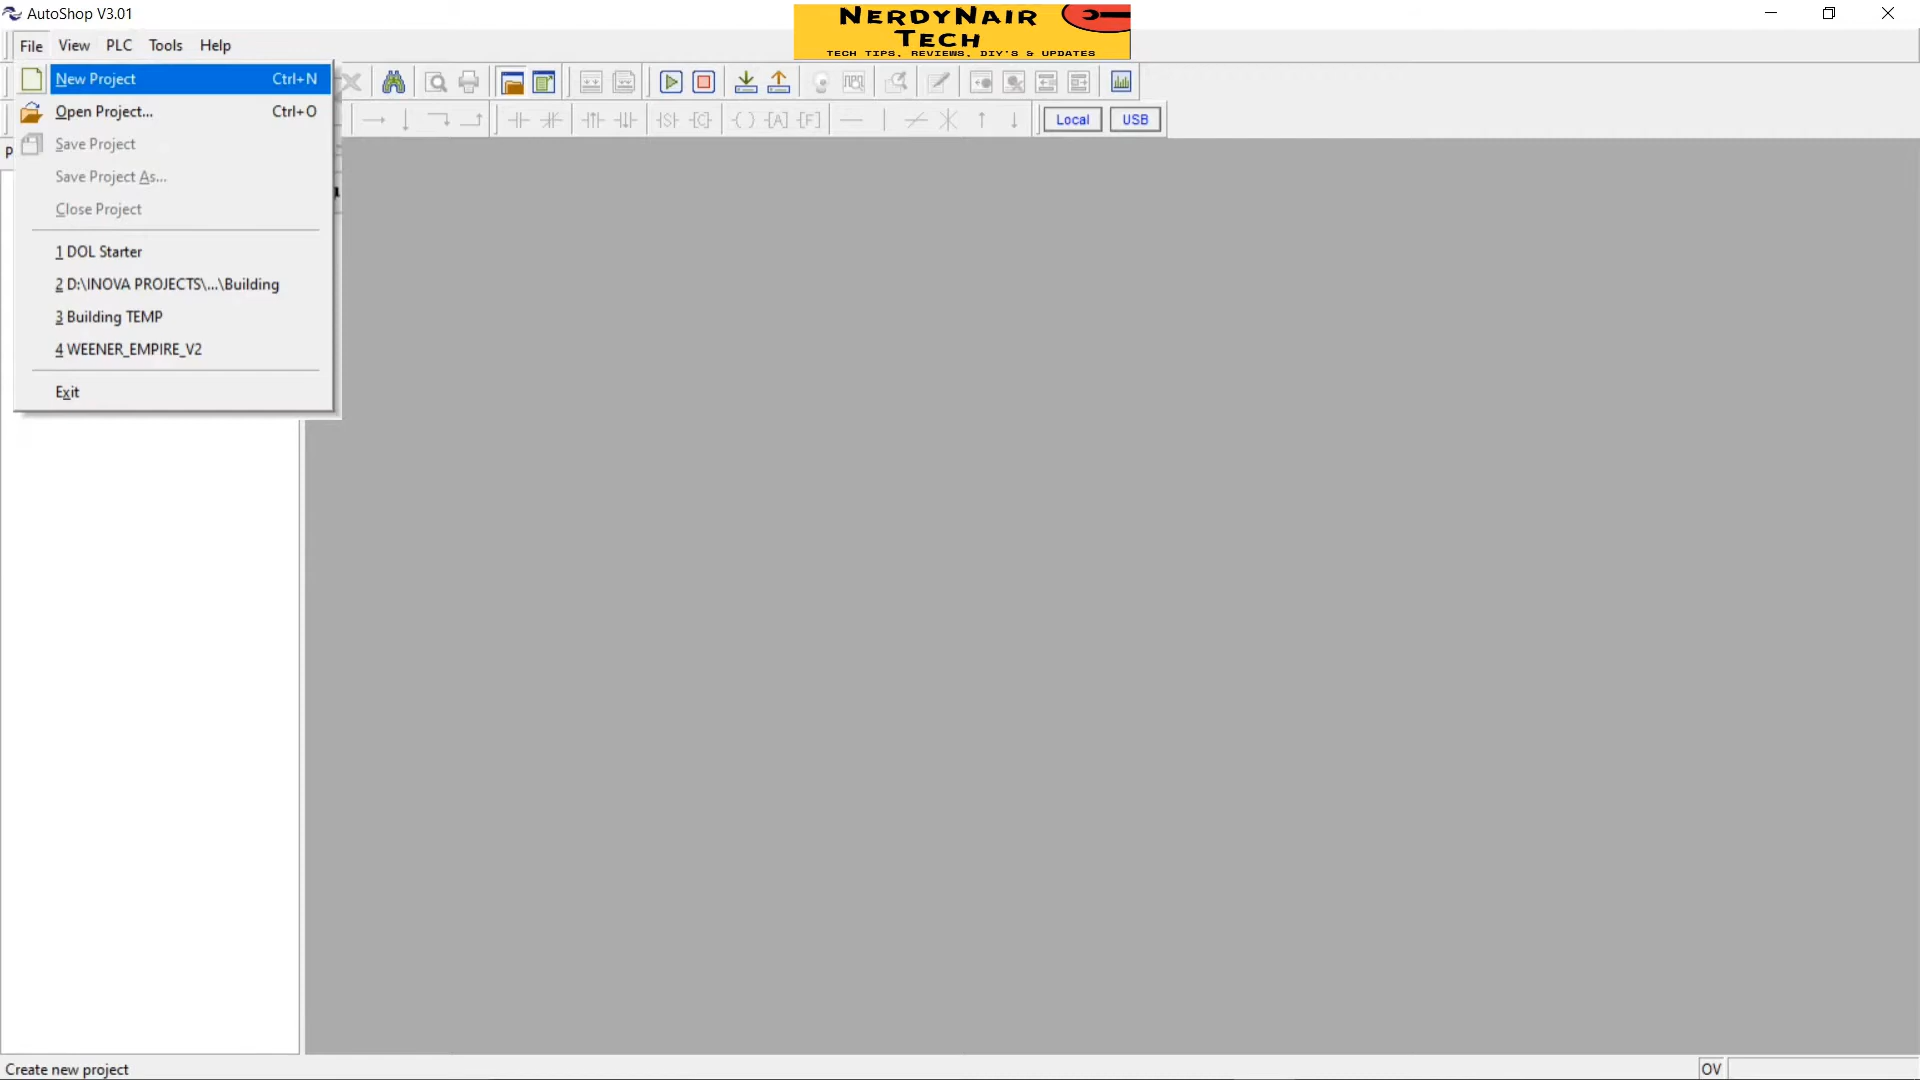 AutoShop V3.01
NERDYNAIR
TECH
TECH TIPS, REVIEWS, DIY'S & UPDATES
File View PLC Tools Help
New Project Ctrl+N
Open Project... Ctrl+O
Save Project
Save Project As...
Close Project
1 DOL Starter
2 D:\INOVA PROJECTS\...\Building
3 Building TEMP
4 WEENER_EMPIRE_V2
Exit
Local USB
Create new project
OV